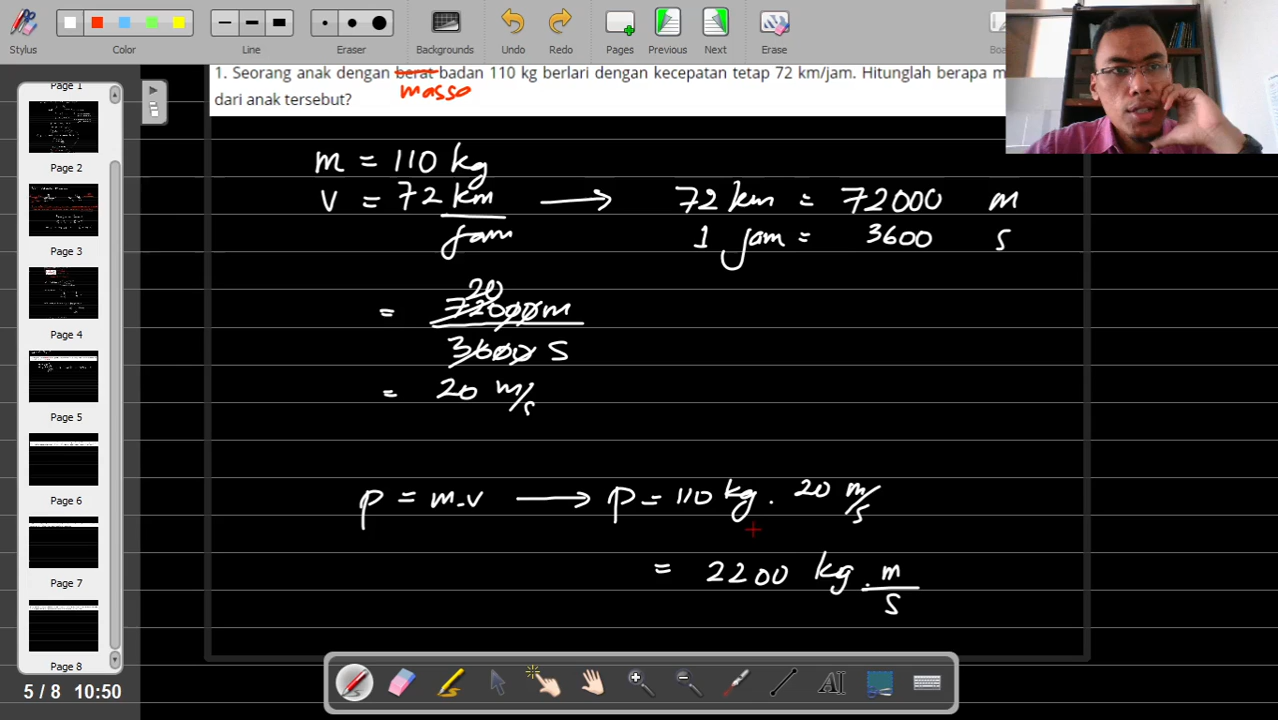 Stylus
Color
Line
Eraser
Backgrounds
Undo
Redo
Pages
Previous
Next
Erase
1. Seorang anak dengan berat badan 110 kg berlari dengan kecepatan tetap 72 km/jam. Hitunglah berapa m
massa
dari anak tersebut?
Page 1
Page 2
Page 3
Page 4
Page 5
Page 6
Page 7
Page 8
5 / 8 10:50
m = 110 kg
v = 72 km/jam → 72 km = 72000 m
1 jam = 3600 s
20
= 72000 m / 3600 s
= 20 m/s
p = m.v → p = 110 kg . 20 m/s
= 2200 kg . m/s
AI